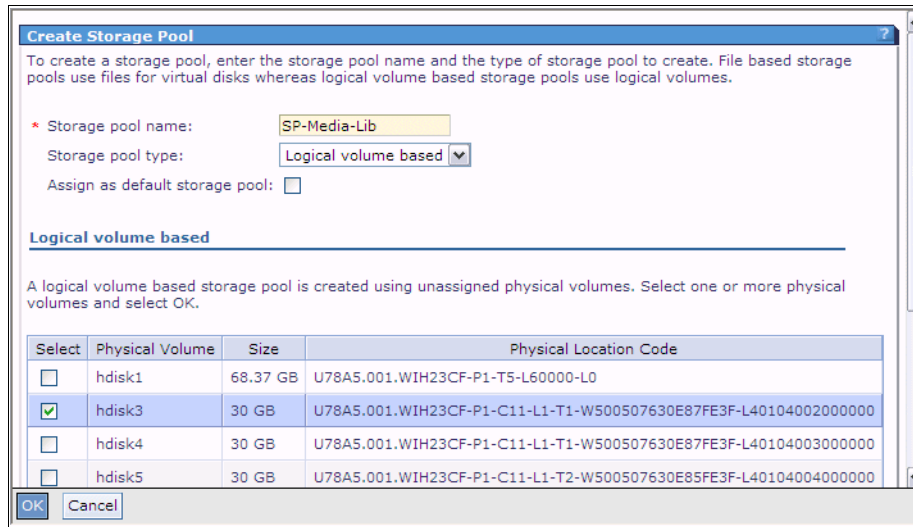 Create Storage Pool ?
To create a storage pool, enter the storage pool name and the type of storage pool to create. File based storage
pools use files for virtual disks whereas logical volume based storage pools use logical volumes.
* Storage pool name: SP-Media-Lib
Storage pool type: Logical volume based
Assign as default storage pool:
Logical volume based
A logical volume based storage pool is created using unassigned physical volumes. Select one or more physical
volumes and select OK.
Select Physical Volume Size Physical Location Code
hdisk1 68.37 GB U78A5.001.WIH23CF-P1-T5-L60000-L0
hdisk3 30 GB U78A5.001.WIH23CF-P1-C11-L1-T1-W500507630E87FE3F-L40104002000000
hdisk4 30 GB U78A5.001.WIH23CF-P1-C11-L1-T1-W500507630E87FE3F-L40104003000000
hdisk5 30 GB U78A5.001.WIH23CF-P1-C11-L1-T2-W500507630E85FE3F-L40104004000000
OK Cancel